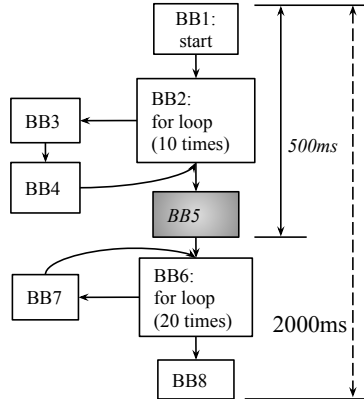 BB1:
start
BB2:
for loop
(10 times)
BB3
BB4
500ms
BB5
BB6:
for loop
(20 times)
BB7
2000ms
BB8